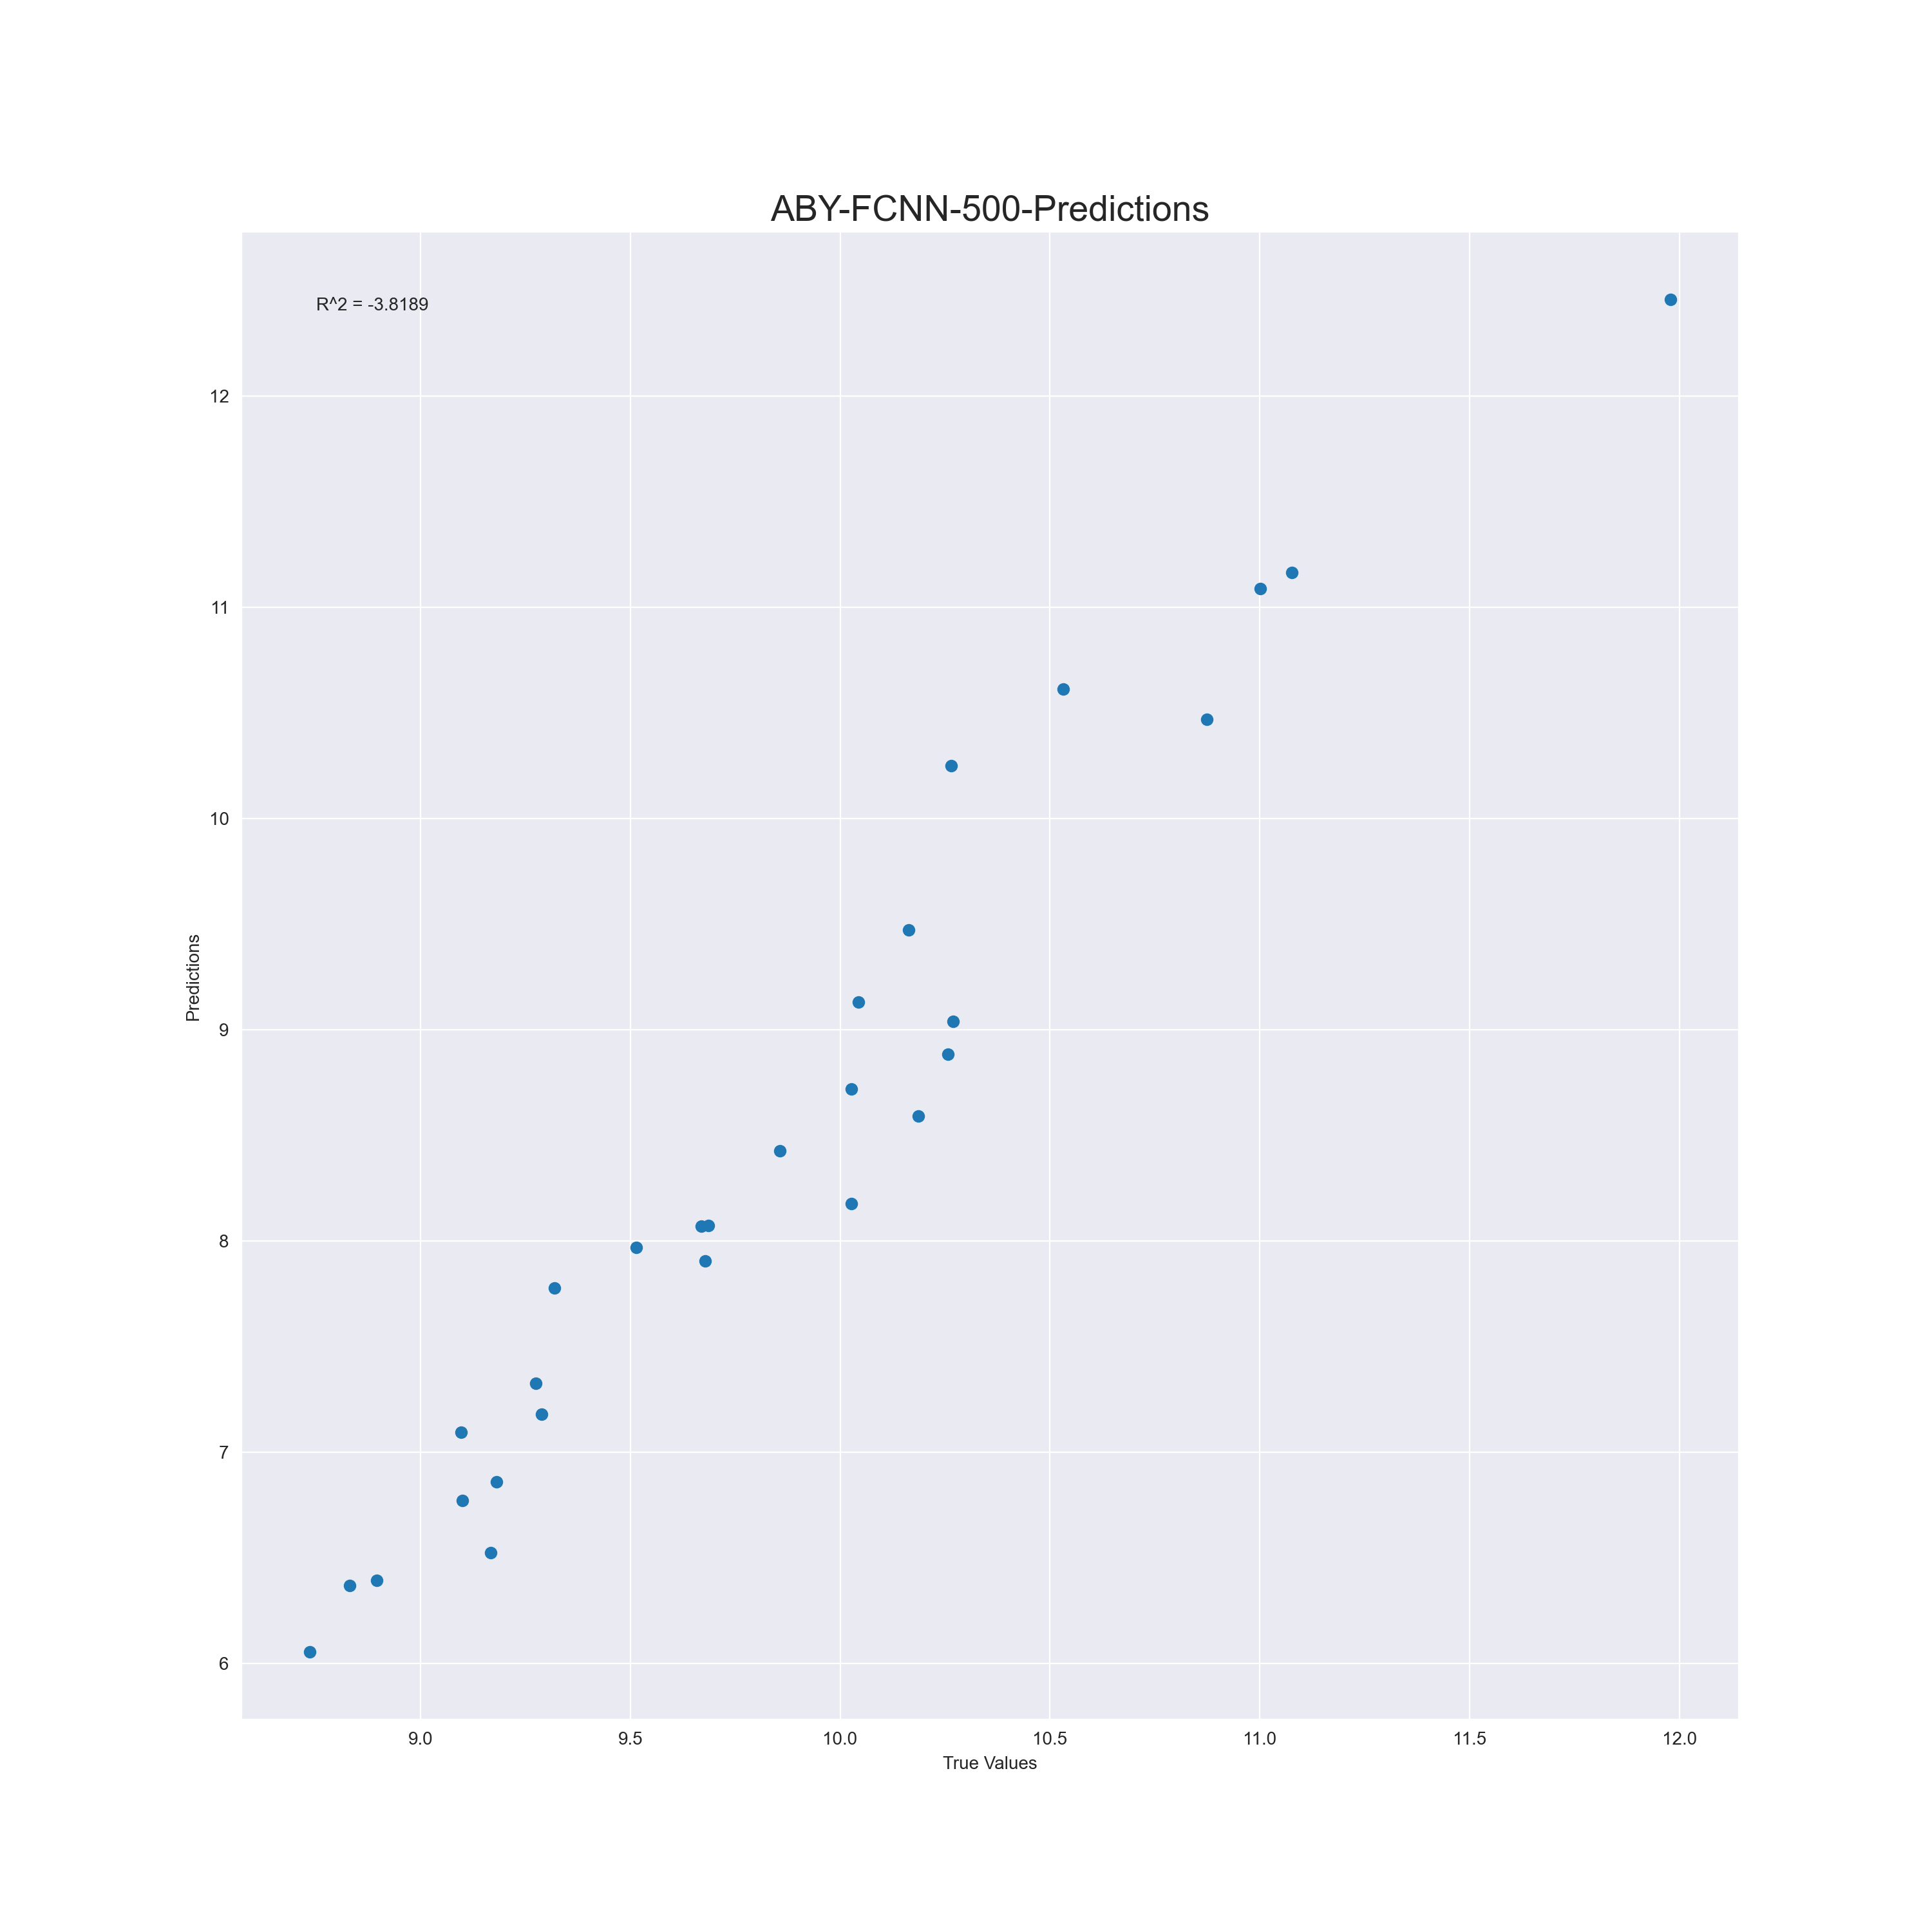 ABY-FCNN-500-Predictions
R^2 = -3.8189
12
11
10
9
8
7
6
Predictions
9.0 9.5 10.0 10.5 11.0 11.5 12.0
True Values